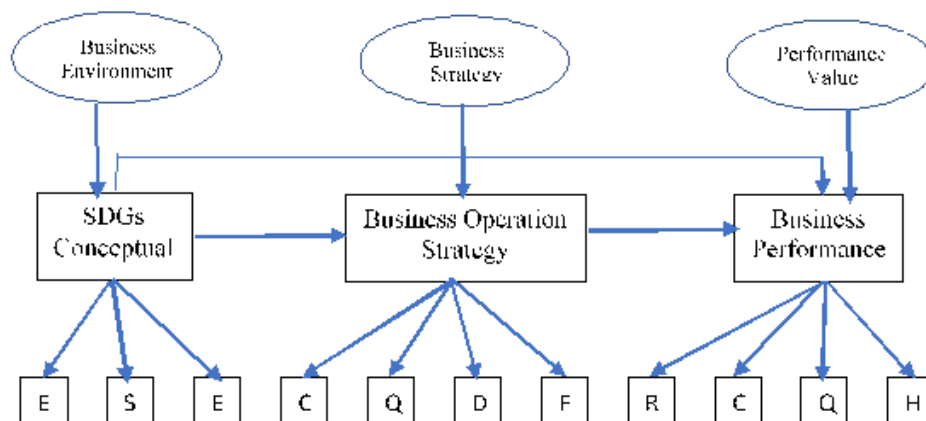 Business
Environment
Business
Strategy
Performance
Value
SDGs
Conceptual
Business Operation
Strategy
Business
Performance
E
S
E
C
Q
D
F
R
C
Q
H